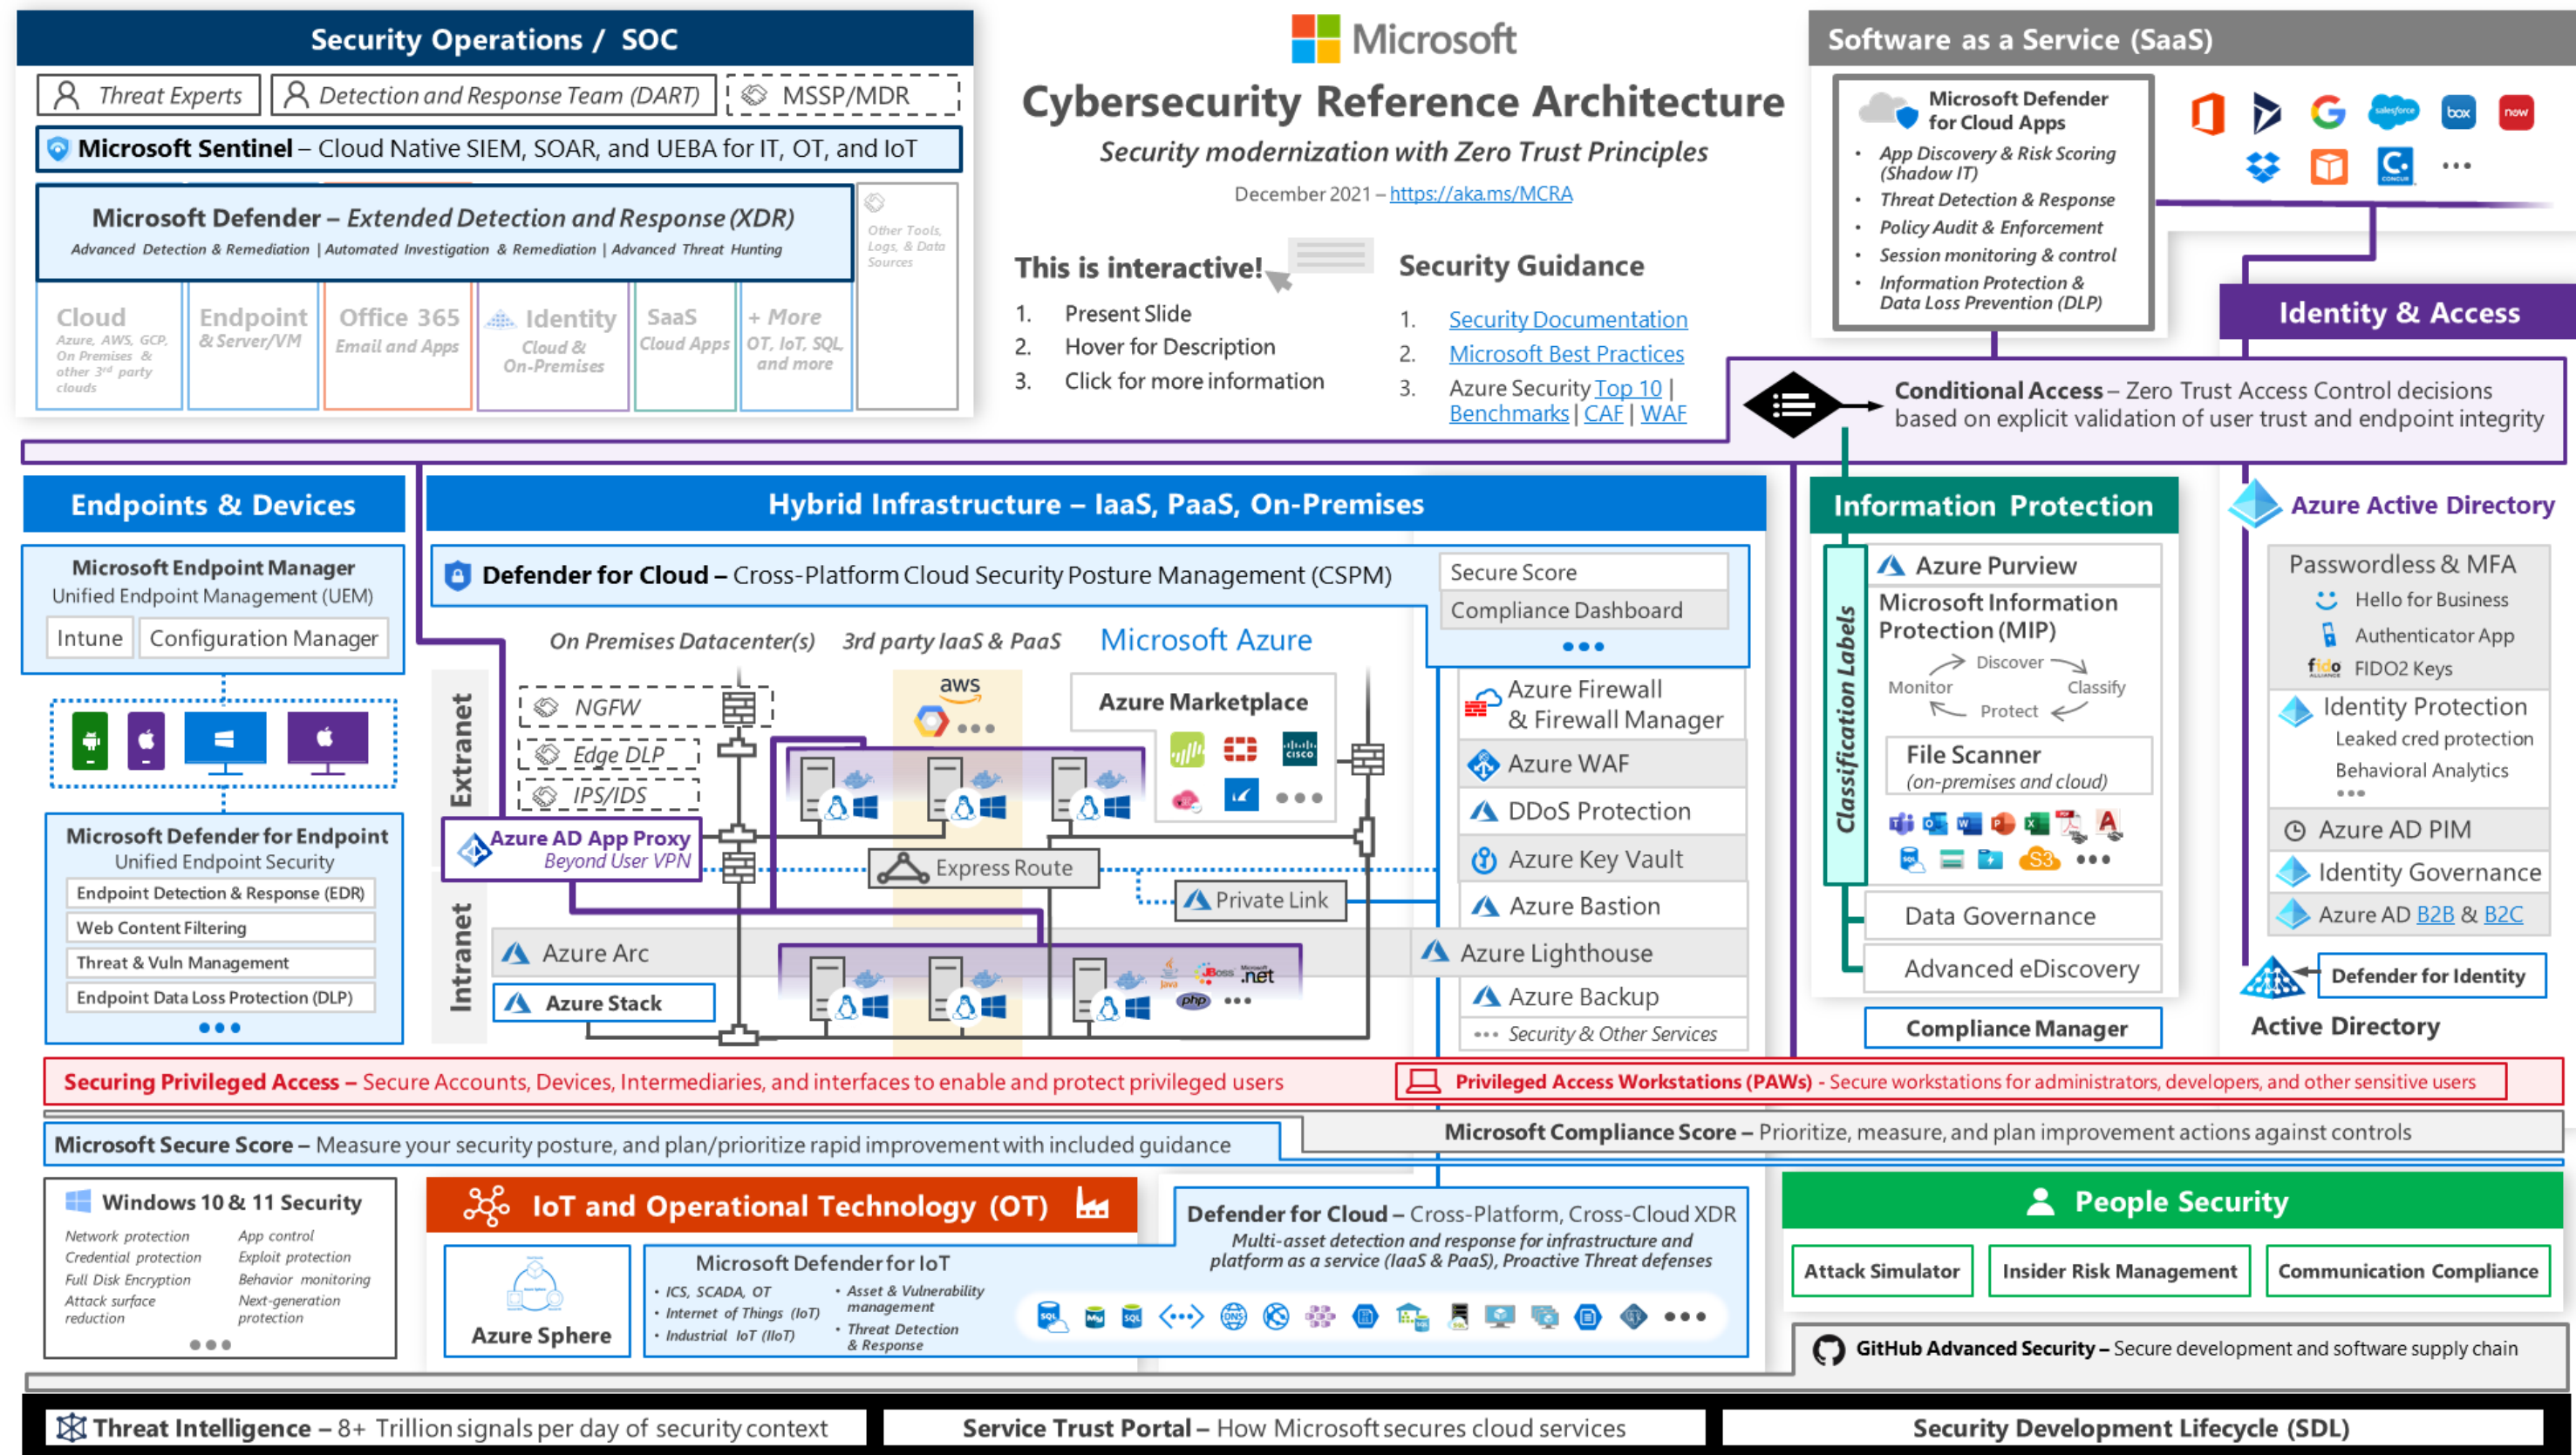 Security Operations / SOC
Threat Experts
Detection and Response Team (DART)
MSSP/MDR
Microsoft Sentinel – Cloud Native SIEM, SOAR, and UEBA for IT, OT, and IoT
Microsoft Defender – Extended Detection and Response (XDR)
Advanced Detection & Remediation | Automated Investigation & Remediation | Advanced Threat Hunting
Other Tools,
Logs, & Data
Sources
Cloud
Azure, AWS, GCP,
On Premises &
other 3rd party
clouds
Endpoint
& Server/VM
Office 365
Email and Apps
Identity
Cloud &
On-Premises
SaaS
Cloud Apps
+ More
OT, IoT, SQL,
and more
Microsoft
Cybersecurity Reference Architecture
Security modernization with Zero Trust Principles
December 2021 – https://aka.ms/MCRA
This is interactive!
1. Present Slide
2. Hover for Description
3. Click for more information
Security Guidance
1. Security Documentation
2. Microsoft Best Practices
3. Azure Security Top 10 |
Benchmarks | CAF | WAF
Software as a Service (SaaS)
Microsoft Defender
for Cloud Apps
• App Discovery & Risk Scoring
(Shadow IT)
• Threat Detection & Response
• Policy Audit & Enforcement
• Session monitoring & control
• Information Protection &
Data Loss Prevention (DLP)
salesforce
box
now
CONCUR
Identity & Access
Conditional Access – Zero Trust Access Control decisions
based on explicit validation of user trust and endpoint integrity
Endpoints & Devices
Microsoft Endpoint Manager
Unified Endpoint Management (UEM)
Intune
Configuration Manager
Microsoft Defender for Endpoint
Unified Endpoint Security
Endpoint Detection & Response (EDR)
Web Content Filtering
Threat & Vuln Management
Endpoint Data Loss Protection (DLP)
Hybrid Infrastructure – IaaS, PaaS, On-Premises
Defender for Cloud – Cross-Platform Cloud Security Posture Management (CSPM)
Secure Score
Compliance Dashboard
On Premises Datacenter(s)
3rd party IaaS & PaaS
Microsoft Azure
Extranet
Intranet
NGFW
Edge DLP
IPS/IDS
aws
Azure Marketplace
CISCO
Azure AD App Proxy
Beyond User VPN
Express Route
Private Link
Azure Arc
Azure Stack
Java
JBoss
Microsoft
.net
php
Azure Firewall
& Firewall Manager
Azure WAF
DDoS Protection
Azure Key Vault
Azure Bastion
Azure Lighthouse
Azure Backup
Security & Other Services
Information Protection
Classification Labels
Azure Purview
Microsoft Information
Protection (MIP)
Discover
Monitor
Classify
Protect
File Scanner
(on-premises and cloud)
SQL
S3
Data Governance
Advanced eDiscovery
Compliance Manager
Azure Active Directory
Passwordless & MFA
Hello for Business
Authenticator App
fido
ALLIANCE
FIDO2 Keys
Identity Protection
Leaked cred protection
Behavioral Analytics
Azure AD PIM
Identity Governance
Azure AD B2B & B2C
Defender for Identity
Active Directory
Securing Privileged Access – Secure Accounts, Devices, Intermediaries, and interfaces to enable and protect privileged users
Privileged Access Workstations (PAWs) - Secure workstations for administrators, developers, and other sensitive users
Microsoft Secure Score – Measure your security posture, and plan/prioritize rapid improvement with included guidance
Microsoft Compliance Score – Prioritize, measure, and plan improvement actions against controls
Windows 10 & 11 Security
Network protection
Credential protection
Full Disk Encryption
Attack surface
reduction
App control
Exploit protection
Behavior monitoring
Next-generation
protection
IoT and Operational Technology (OT)
Azure Sphere
Microsoft Defender for IoT
• ICS, SCADA, OT
• Internet of Things (IoT)
• Industrial IoT (IIoT)
• Asset & Vulnerability
management
• Threat Detection
& Response
Defender for Cloud – Cross-Platform, Cross-Cloud XDR
Multi-asset detection and response for infrastructure and
platform as a service (IaaS & PaaS), Proactive Threat defenses
SQL
My
SQL
DNS
People Security
Attack Simulator
Insider Risk Management
Communication Compliance
GitHub Advanced Security – Secure development and software supply chain
Threat Intelligence – 8+ Trillion signals per day of security context
Service Trust Portal – How Microsoft secures cloud services
Security Development Lifecycle (SDL)